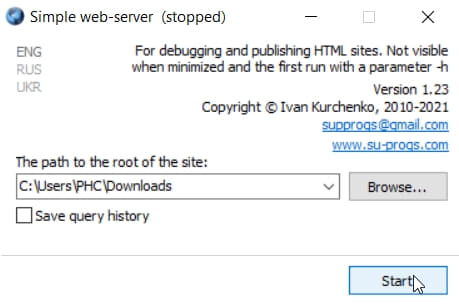 Simple web-server (stopped)
ENG
RUS
UKR
For debugging and publishing HTML sites. Not visible
when minimized and the first run with a parameter -h
Version 1.23
Copyright © Ivan Kurchenko, 2010-2021
supprogs@gmail.com
www.su-progs.com
The path to the root of the site:
C:\Users\PHC\Downloads
Browse...
Save query history
Start